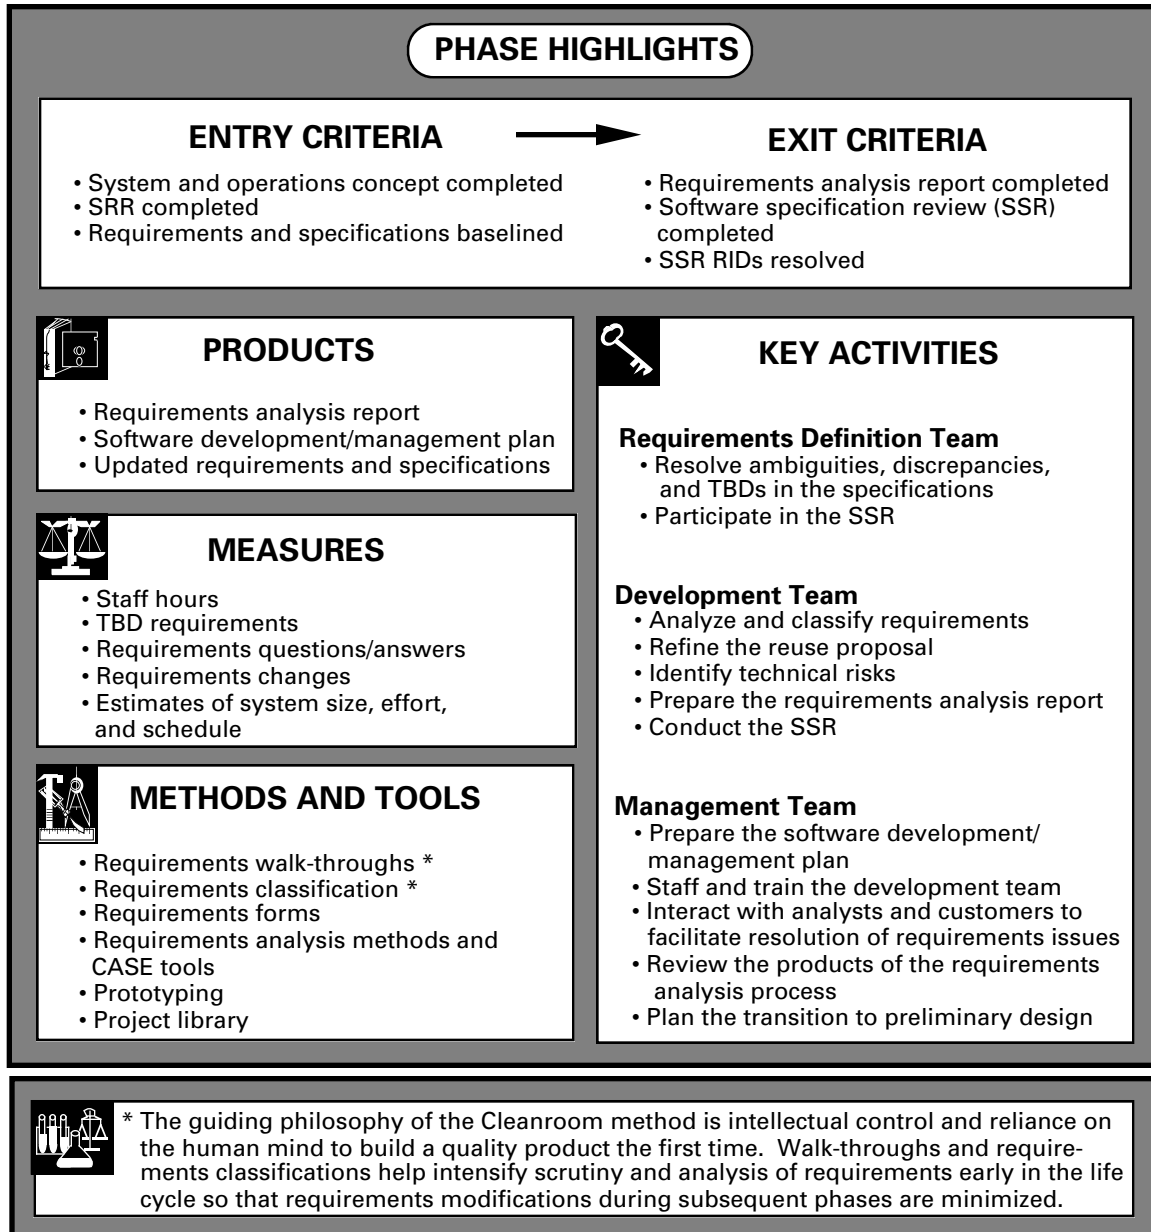 PHASE HIGHLIGHTS
ENTRY CRITERIA
• System and operations concept completed
• SRR completed
• Requirements and specifications baselined
EXIT CRITERIA
• Requirements analysis report completed
• Software specification review (SSR)
completed
• SSR RIDs resolved
PRODUCTS
• Requirements analysis report
• Software development/management plan
• Updated requirements and specifications
MEASURES
• Staff hours
• TBD requirements
• Requirements questions/answers
• Requirements changes
• Estimates of system size, effort,
and schedule
METHODS AND TOOLS
• Requirements walk-throughs *
• Requirements classification *
• Requirements forms
• Requirements analysis methods and
CASE tools
• Prototyping
• Project library
KEY ACTIVITIES
Requirements Definition Team
• Resolve ambiguities, discrepancies,
and TBDs in the specifications
• Participate in the SSR
Development Team
• Analyze and classify requirements
• Refine the reuse proposal
• Identify technical risks
• Prepare the requirements analysis report
• Conduct the SSR
Management Team
• Prepare the software development/
management plan
• Staff and train the development team
• Interact with analysts and customers to
facilitate resolution of requirements issues
• Review the products of the requirements
analysis process
• Plan the transition to preliminary design
* The guiding philosophy of the Cleanroom method is intellectual control and reliance on
the human mind to build a quality product the first time. Walk-throughs and require-
ments classifications help intensify scrutiny and analysis of requirements early in the life
cycle so that requirements modifications during subsequent phases are minimized.